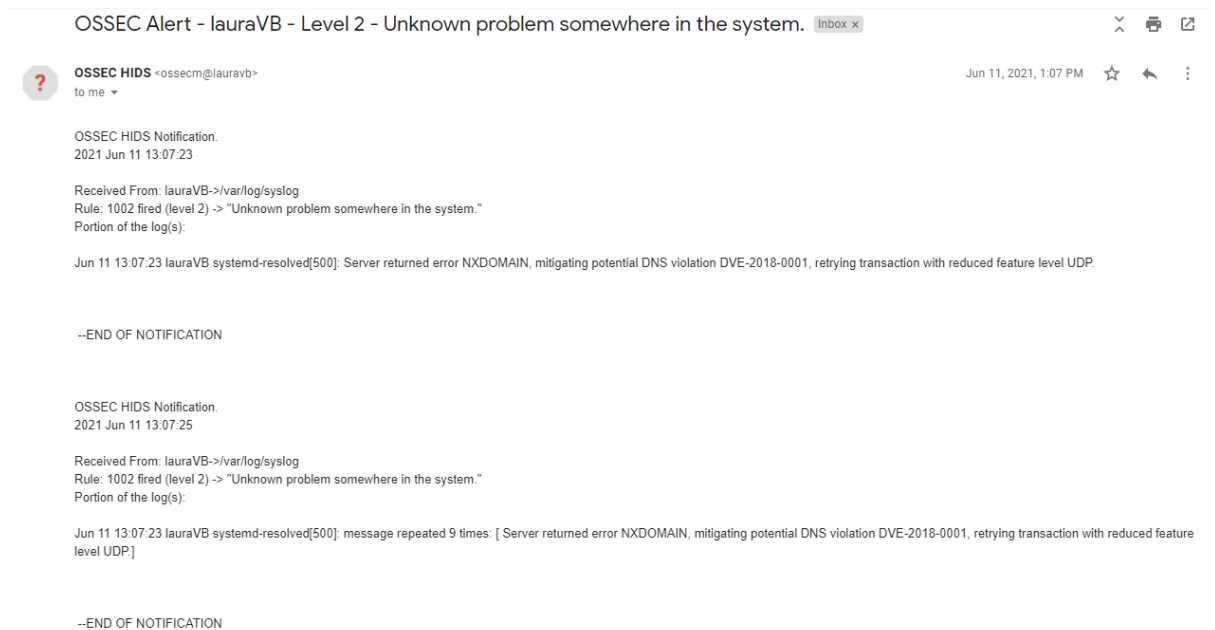 OSSEC Alert - lauraVB - Level 2 - Unknown problem somewhere in the system. Inbox ×
OSSEC HIDS <ossecm@lauravb> Jun 11, 2021, 1:07 PM
to me
OSSEC HIDS Notification.
2021 Jun 11 13:07:23
Received From: lauraVB->/var/log/syslog
Rule: 1002 fired (level 2) -> "Unknown problem somewhere in the system."
Portion of the log(s):
Jun 11 13:07:23 lauraVB systemd-resolved[500]: Server returned error NXDOMAIN, mitigating potential DNS violation DVE-2018-0001, retrying transaction with reduced feature level UDP.
--END OF NOTIFICATION
OSSEC HIDS Notification.
2021 Jun 11 13:07:25
Received From: lauraVB->/var/log/syslog
Rule: 1002 fired (level 2) -> "Unknown problem somewhere in the system."
Portion of the log(s):
Jun 11 13:07:23 lauraVB systemd-resolved[500]: message repeated 9 times: [ Server returned error NXDOMAIN, mitigating potential DNS violation DVE-2018-0001, retrying transaction with reduced feature
level UDP.]
--END OF NOTIFICATION